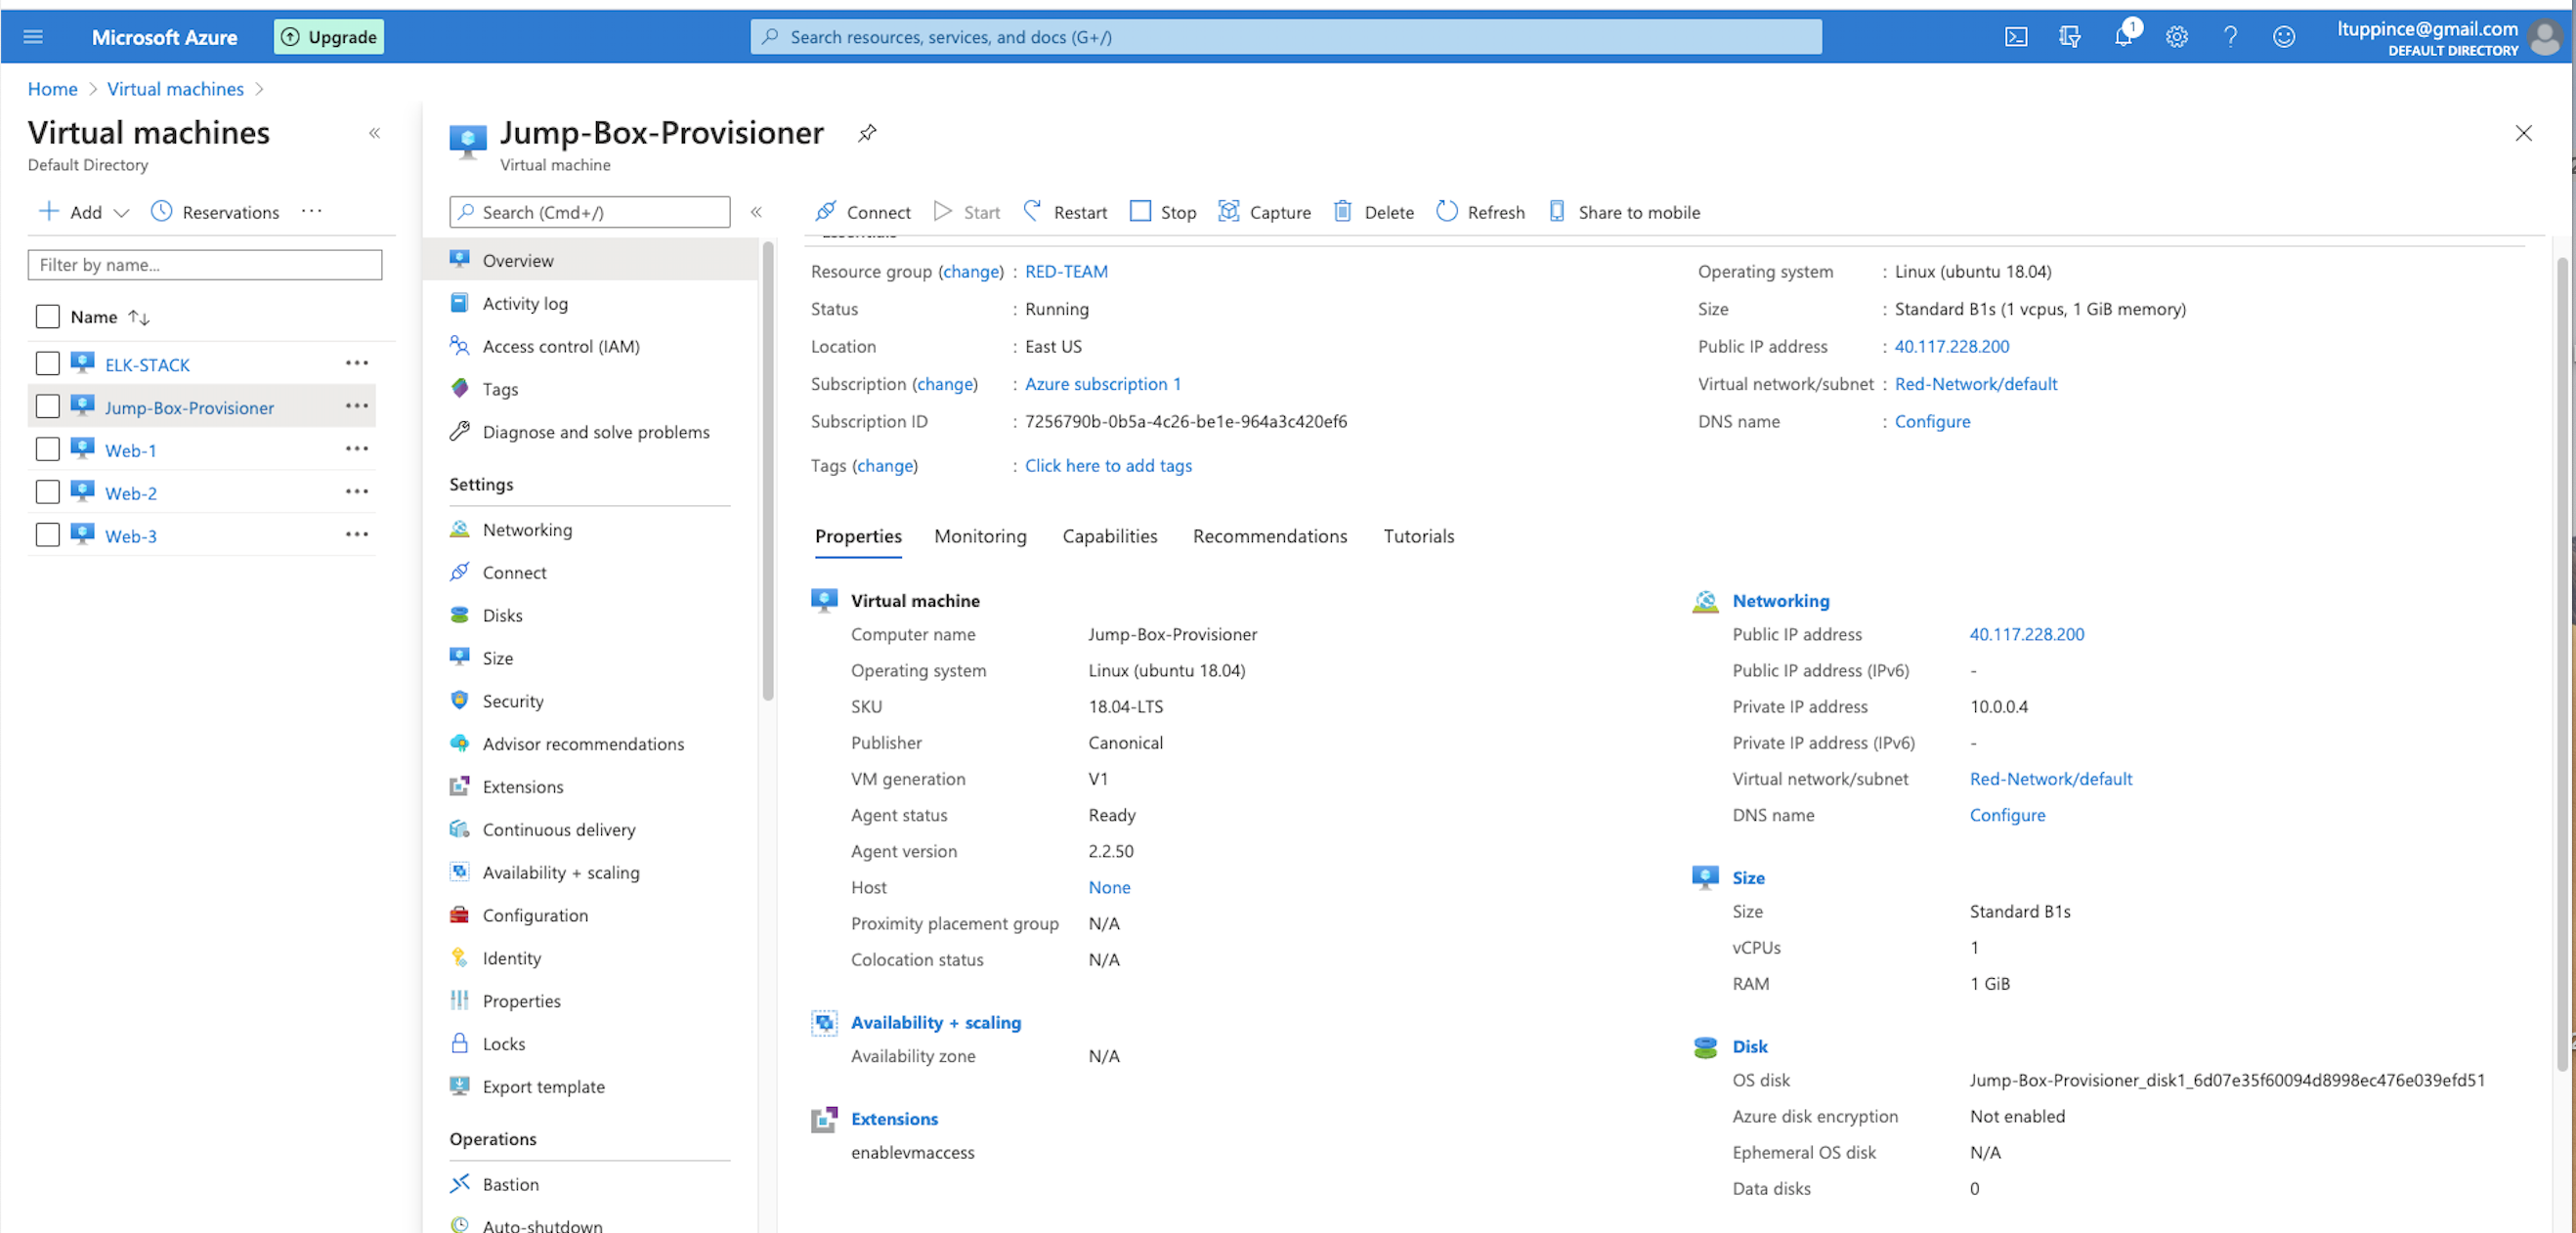 Microsoft Azure
Upgrade
Search resources, services, and docs (G+/)
1
ltuppince@gmail.com
DEFAULT DIRECTORY
Home > Virtual machines >
Virtual machines
Default Directory
Add
Reservations
...
Filter by name...
Name
ELK-STACK
Jump-Box-Provisioner
Web-1
Web-2
Web-3
Jump-Box-Provisioner
Virtual machine
Search (Cmd+/)
Overview
Activity log
Access control (IAM)
Tags
Diagnose and solve problems
Settings
Networking
Connect
Disks
Size
Security
Advisor recommendations
Extensions
Continuous delivery
Availability + scaling
Configuration
Identity
Properties
Locks
Export template
Operations
Bastion
Auto-shutdown
Connect Start Restart Stop Capture Delete Refresh Share to mobile
Essentials
Resource group (change) : RED-TEAM
Status : Running
Location : East US
Subscription (change) : Azure subscription 1
Subscription ID : 7256790b-0b5a-4c26-be1e-964a3c420ef6
Tags (change) : Click here to add tags
Operating system : Linux (ubuntu 18.04)
Size : Standard B1s (1 vcpus, 1 GiB memory)
Public IP address : 40.117.228.200
Virtual network/subnet : Red-Network/default
DNS name : Configure
Properties Monitoring Capabilities Recommendations Tutorials
Virtual machine
Computer name Jump-Box-Provisioner
Operating system Linux (ubuntu 18.04)
SKU 18.04-LTS
Publisher Canonical
VM generation V1
Agent status Ready
Agent version 2.2.50
Host None
Proximity placement group N/A
Colocation status N/A
Availability + scaling
Availability zone N/A
Extensions
enablevmaccess
Networking
Public IP address 40.117.228.200
Public IP address (IPv6) -
Private IP address 10.0.0.4
Private IP address (IPv6) -
Virtual network/subnet Red-Network/default
DNS name Configure
Size
Size Standard B1s
vCPUs 1
RAM 1 GiB
Disk
OS disk Jump-Box-Provisioner_disk1_6d07e35f60094d8998ec476e039efd51
Azure disk encryption Not enabled
Ephemeral OS disk N/A
Data disks 0